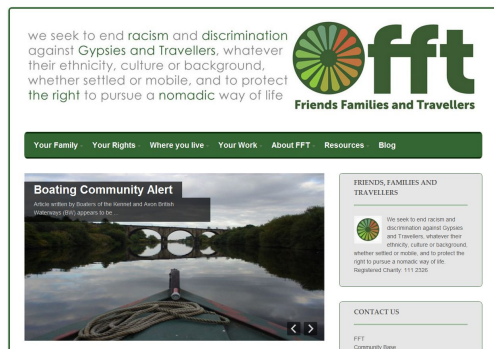 we seek to end racism and discrimination
against Gypsies and Travellers, whatever
their ethnicity, culture or background,
whether settled or mobile, and to protect
the right to pursue a nomadic way of life
fft
Friends Families and Travellers
Your Family Your Rights Where you live Your Work About FFT Resources Blog
Boating Community Alert
Article written by Boaters of the Kennet and Avon British
Waterways (BW) appears to be...
FRIENDS, FAMILIES AND
TRAVELLERS
We seek to end racism and
discrimination against Gypsies
and Travellers, whatever their
ethnicity, culture or background,
whether settled or mobile, and to protect the
right to pursue a nomadic way of life.
Registered Charity: 111 2326
CONTACT US
FFT
Community Base